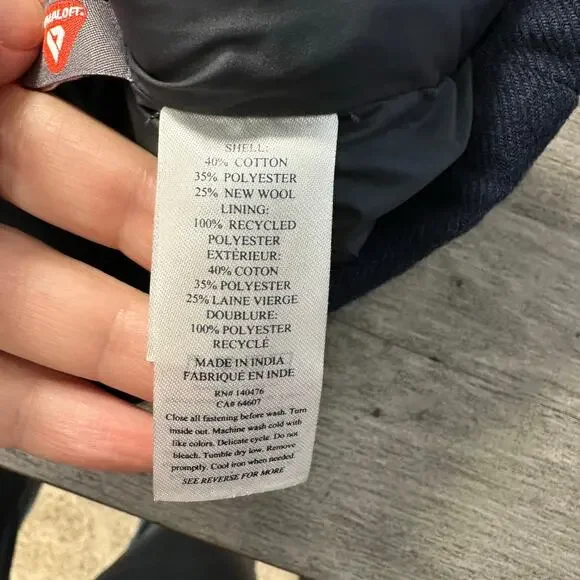 MALOFT
SHELL:
40% COTTON
35% POLYESTER
25% NEW WOOL
LINING:
100% RECYCLED
POLYESTER
EXTÉRIEUR:
40% COTON
35% POLYESTER
25% LAINE VIERGE
DOUBLURE:
100% POLYESTER
RECYCLÉ
MADE IN INDIA
FABRIQUÉ EN INDE
RN# 140476
CA# 64607
Close all fastening before wash. Turn
inside out. Machine wash cold with
like colors. Delicate cycle. Do not
bleach. Tumble dry low. Remove
promptly. Cool iron when needed
SEE REVERSE FOR MORE